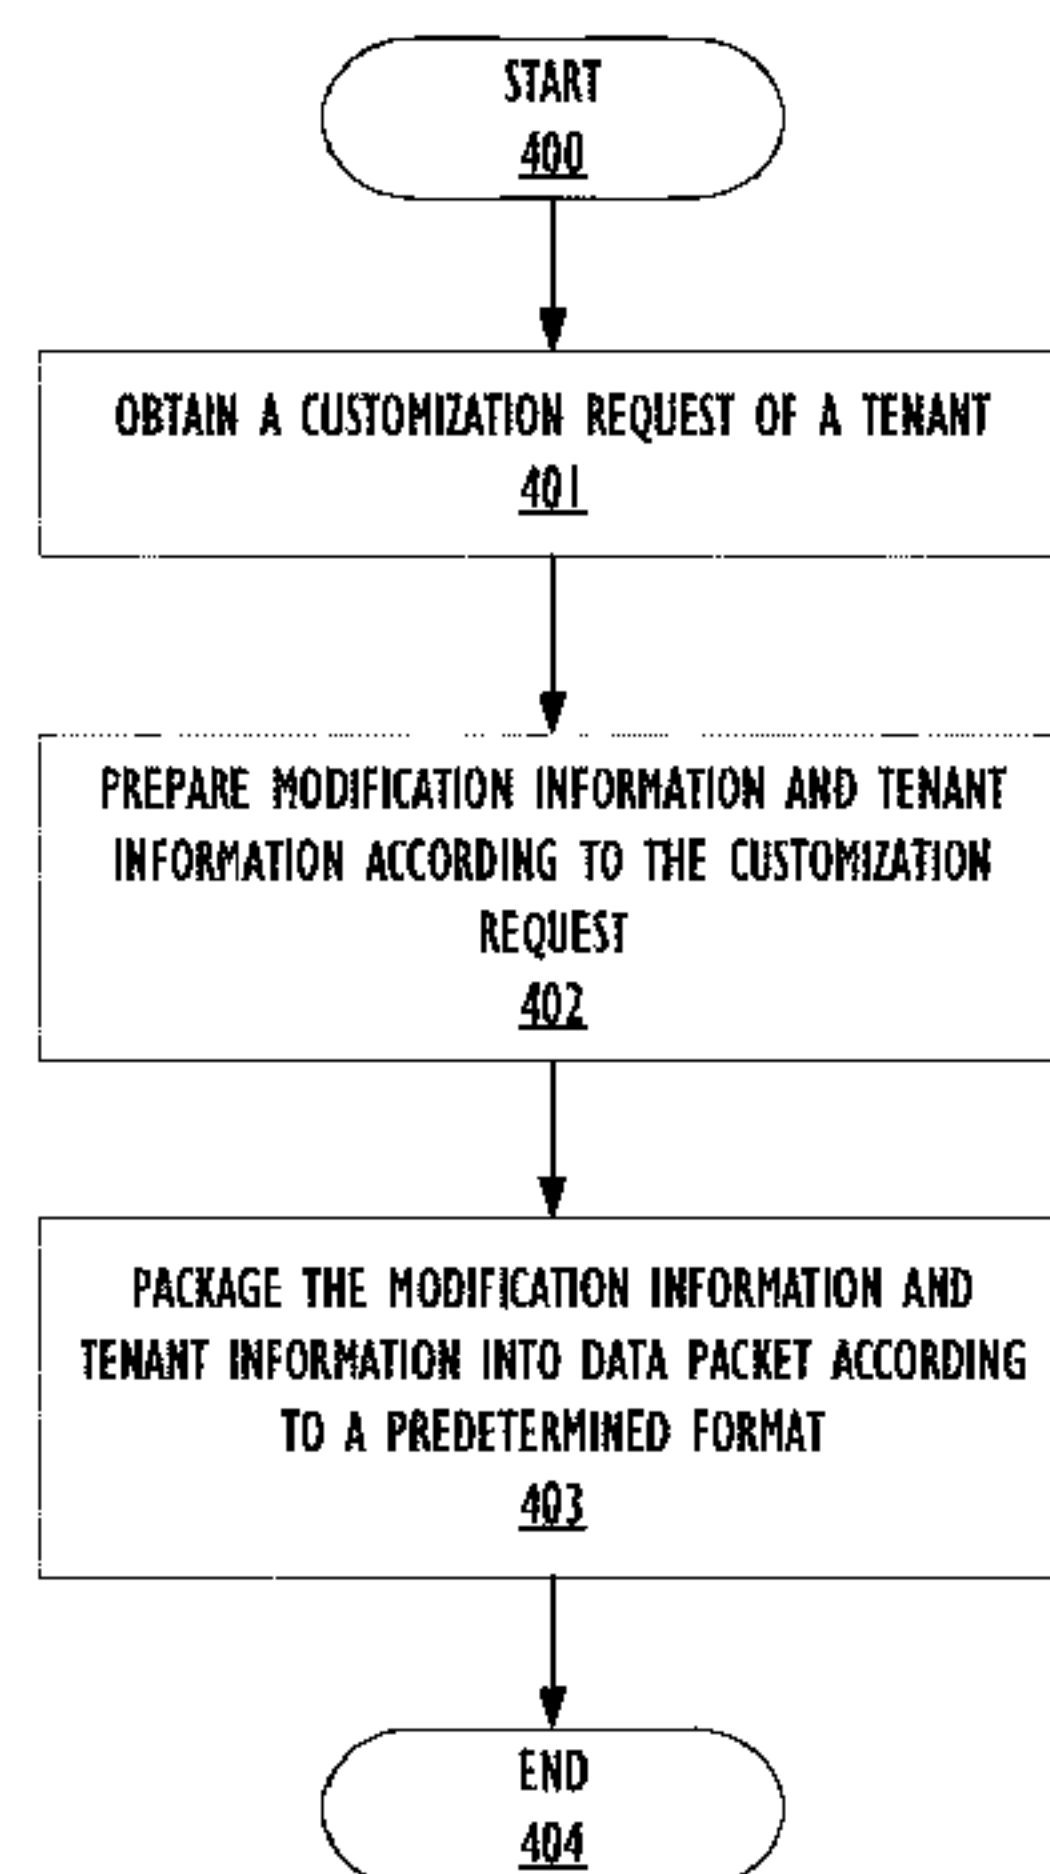 START
400
OBTAIN A CUSTOMIZATION REQUEST OF A TENANT
401
PREPARE MODIFICATION INFORMATION AND TENANT
INFORMATION ACCORDING TO THE CUSTOMIZATION
REQUEST
402
PACKAGE THE MODIFICATION INFORMATION AND
TENANT INFORMATION INTO DATA PACKET ACCORDING
TO A PREDETERMINED FORMAT
403
END
404